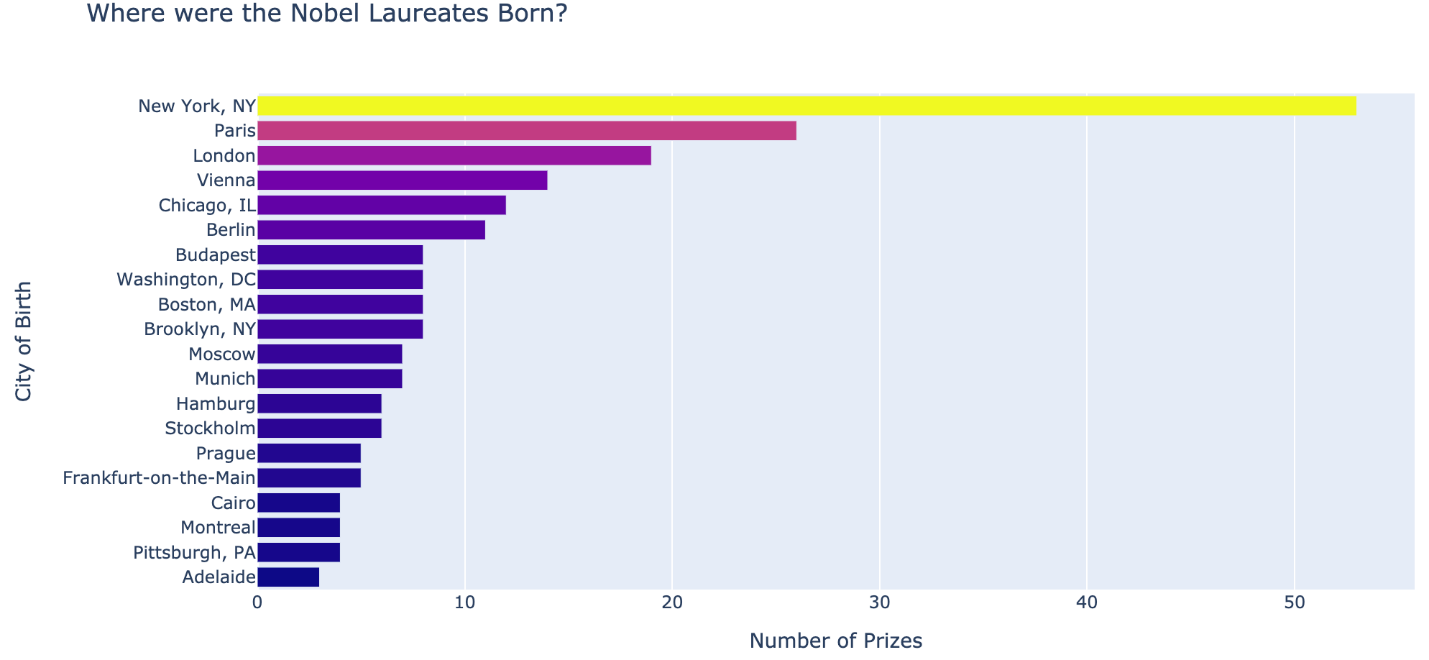 Where were the Nobel Laureates Born?
New York, NY
Paris
London
Vienna
Chicago, IL
Berlin
Budapest
Washington, DC
Boston, MA
Brooklyn, NY
Moscow
Munich
Hamburg
Stockholm
Prague
Frankfurt-on-the-Main
Cairo
Montreal
Pittsburgh, PA
Adelaide
City of Birth
0 10 20 30 40 50
Number of Prizes